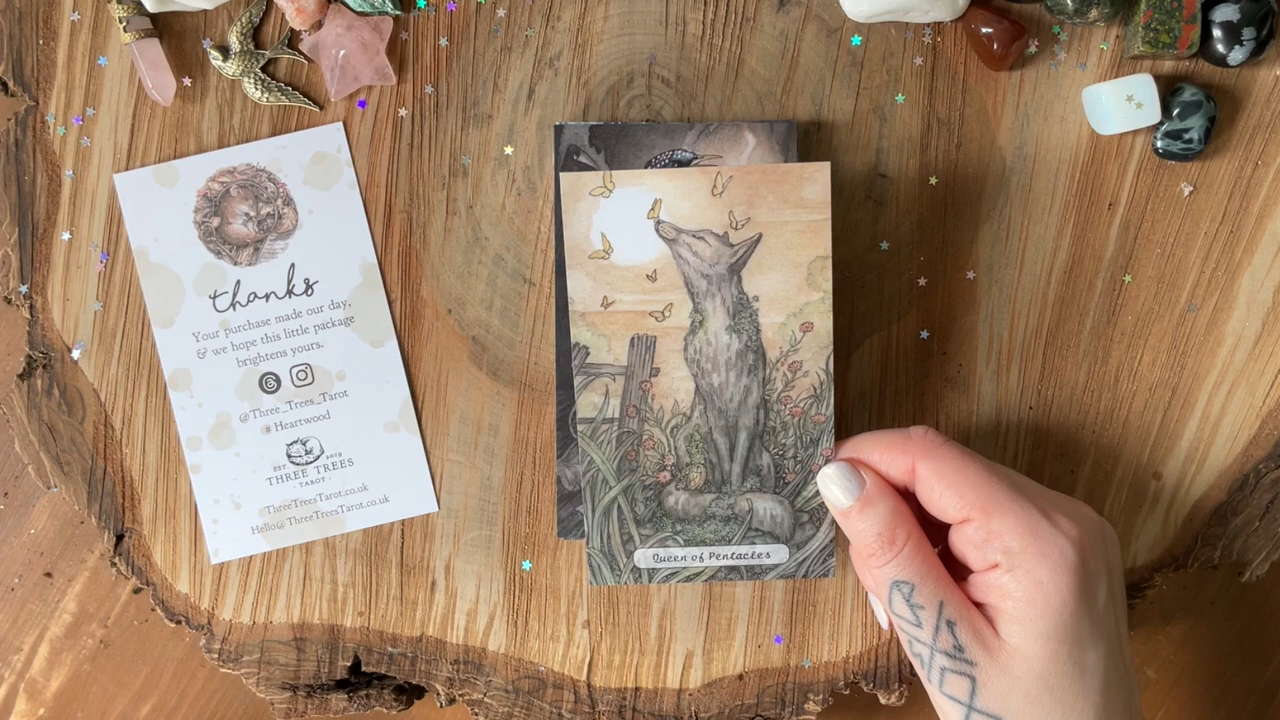 thanks
Your purchase made our day,
& we hope this little package
brightens yours.
@Three_Trees_Tarot
# Heartwood
EST. 2019
THREE TREES
· TAROT ·
ThreeTreesTarot.co.uk
Hello@ThreeTreesTarot.co.uk
Queen of Pentacles